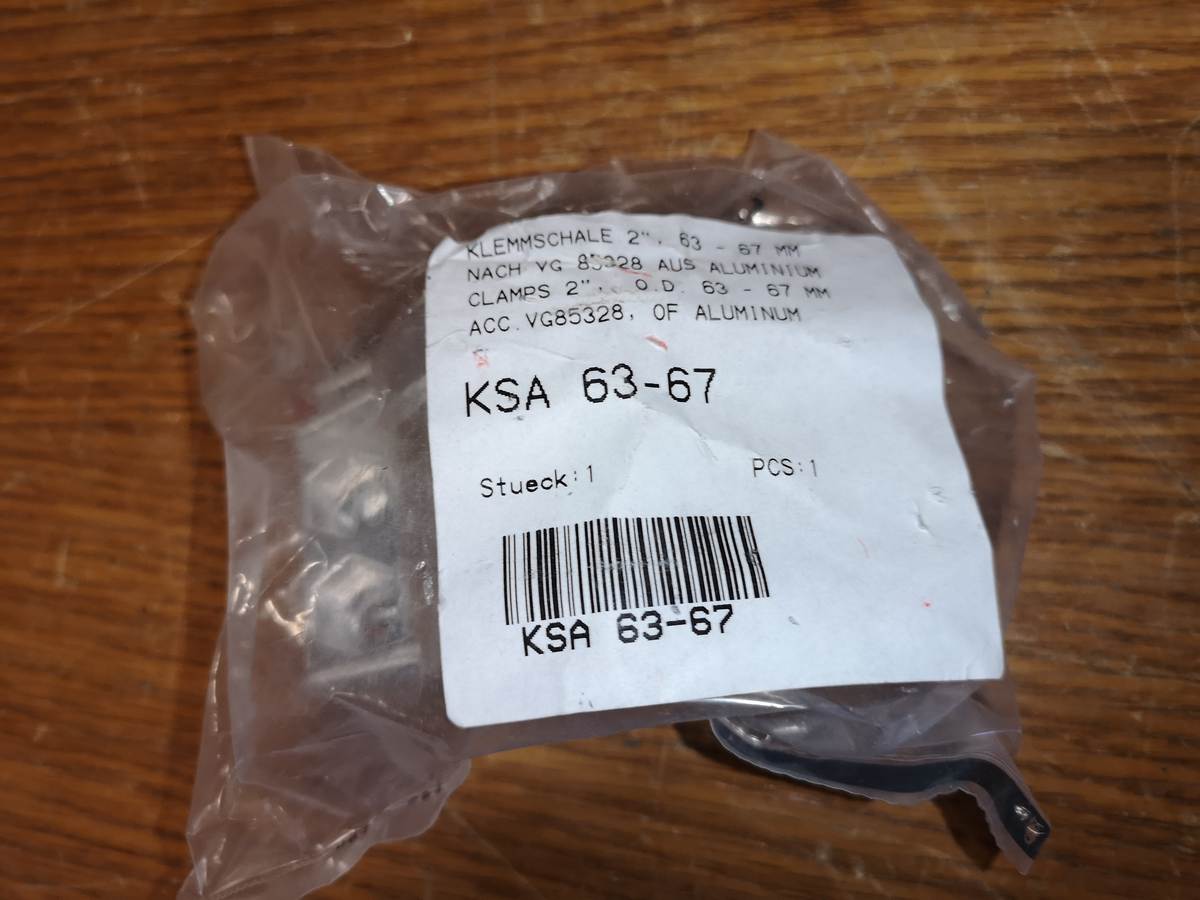 KLEMMSCHALE 2", 63 - 67 MM
NACH VG 85328 AUS ALUMINIUM
CLAMPS 2", O.D. 63 - 67 MM
ACC.VG85328, OF ALUMINUM
KSA 63-67
Stueck:1 PCS:1
KSA 63-67